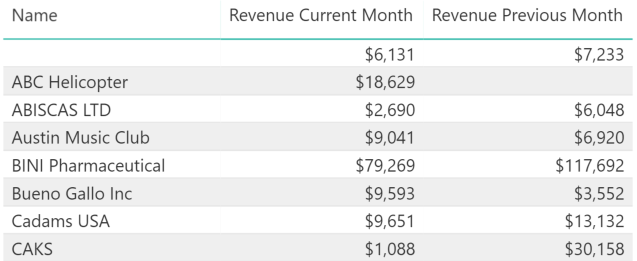 Name Revenue Current Month Revenue Previous Month
$6,131 $7,233
ABC Helicopter $18,629
ABISCAS LTD $2,690 $6,048
Austin Music Club $9,041 $6,920
BINI Pharmaceutical $79,269 $117,692
Bueno Gallo Inc $9,593 $3,552
Cadams USA $9,651 $13,132
CAKS $1,088 $30,158